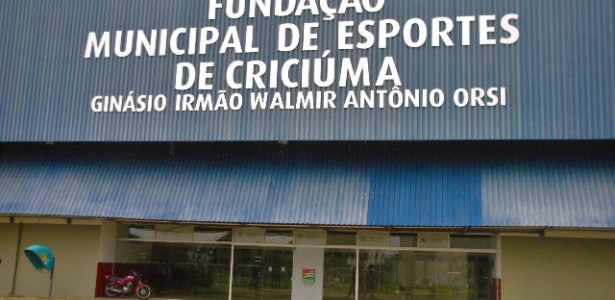 FUNDAÇÃO
MUNICIPAL DE ESPORTES
DE CRICIÚMA
GINÁSIO IRMÃO WALMIR ANTÔNIO ORSI